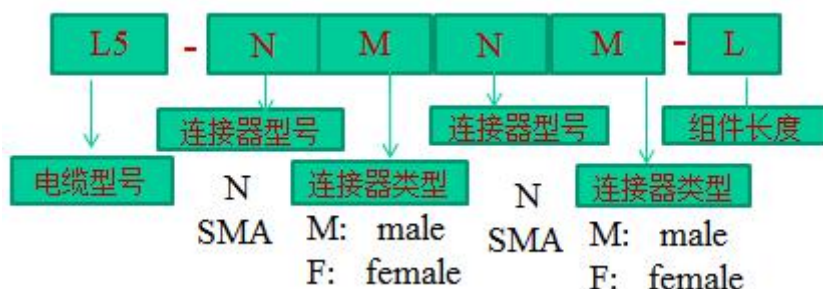 L5 - N M N M - L
连接器型号 连接器型号 组件长度
电缆型号 连接器类型 连接器类型
N N
SMA M: male SMA M: male
F: female F: female